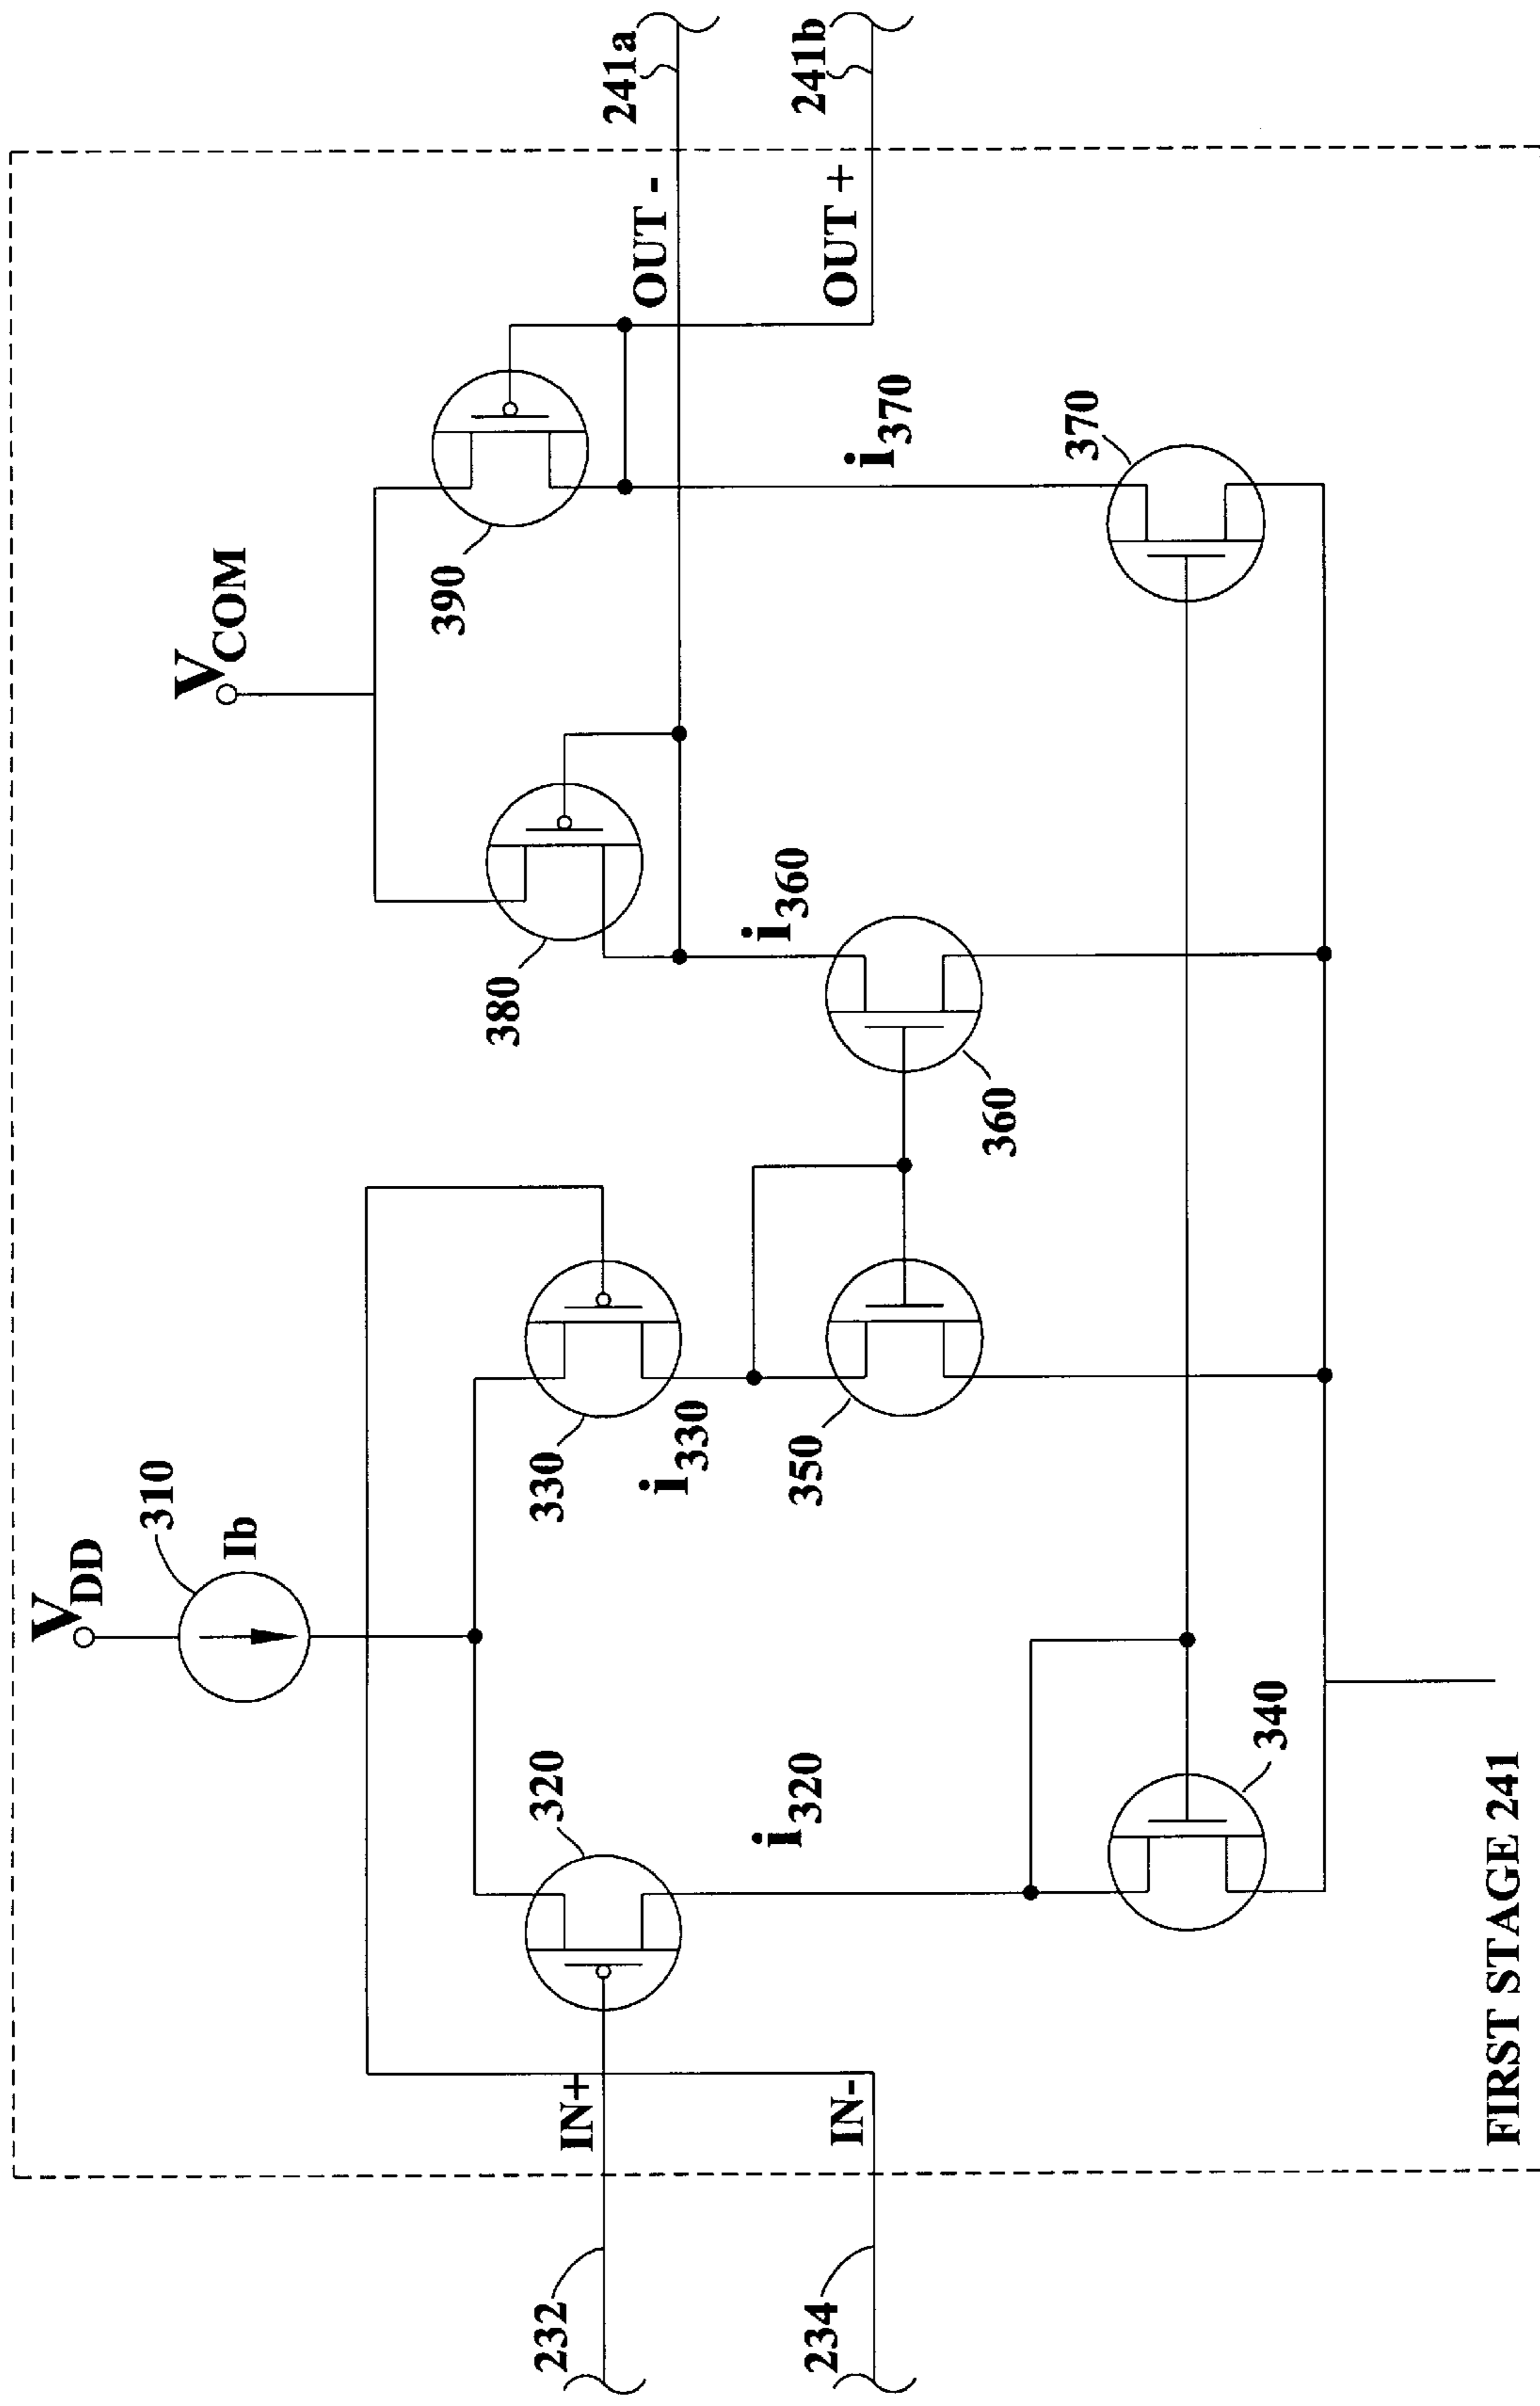 V_DD
310
Ib
V_COM
IN+
IN-
232
234
320
i_320
330
i_330
340
350
360
i_360
370
i_370
380
390
OUT -
OUT +
241a
241b
FIRST STAGE 241